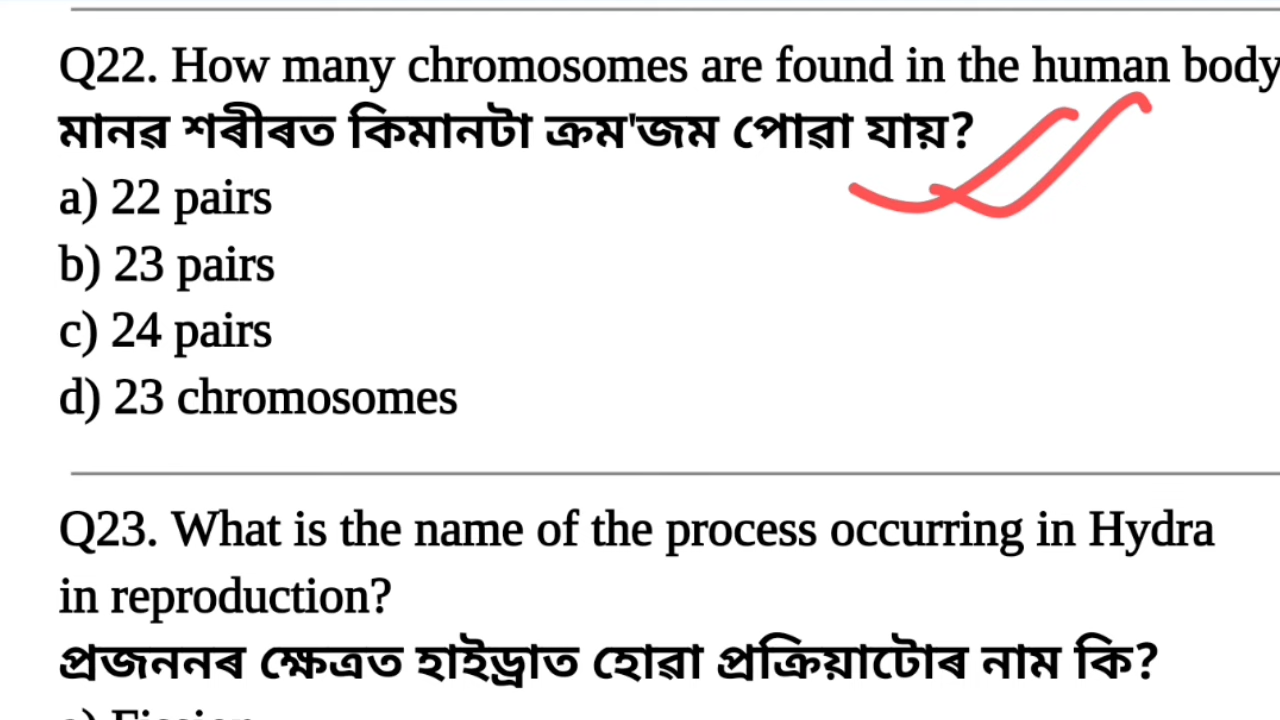 Q22. How many chromosomes are found in the human body
মানৱ শৰীৰত কিমানটা ক্ৰম'জম পোৱা যায়?
a) 22 pairs
b) 23 pairs
c) 24 pairs
d) 23 chromosomes
Q23. What is the name of the process occurring in Hydra
in reproduction?
প্ৰজননৰ ক্ষেত্ৰত হাইড্ৰাত হোৱা প্ৰক্ৰিয়াটোৰ নাম কি?
a) Fission